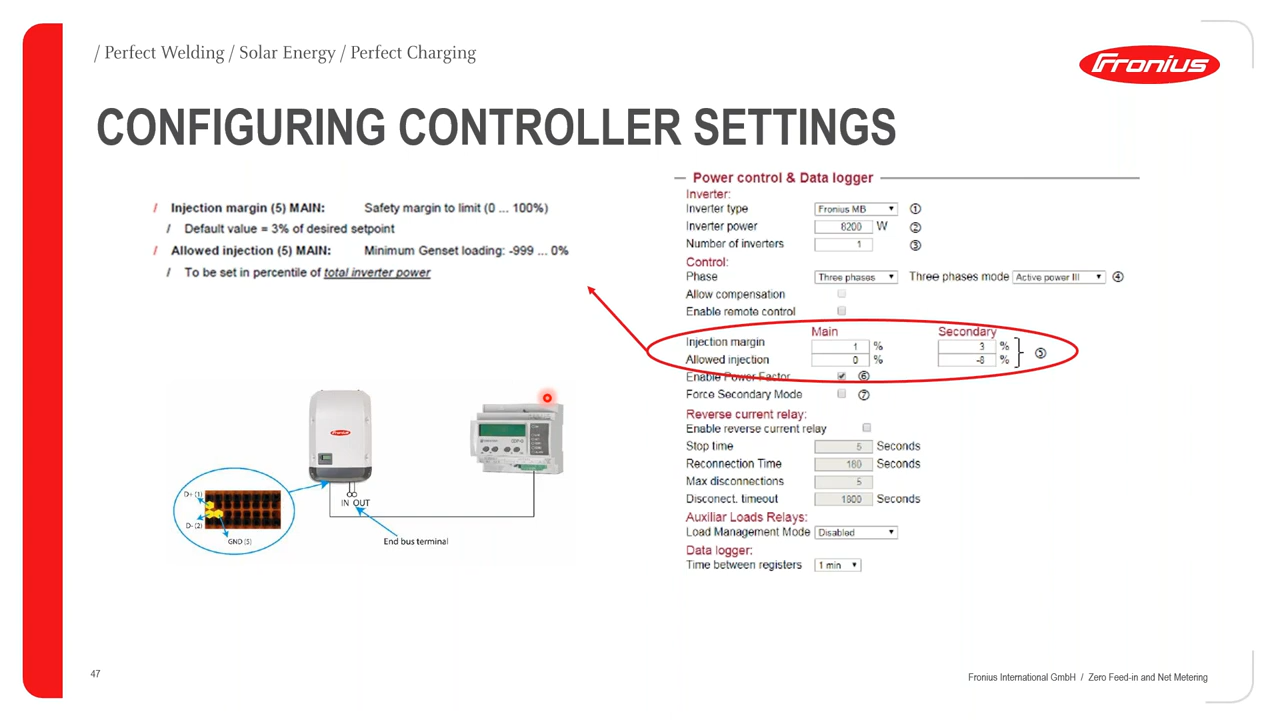 / Perfect Welding / Solar Energy / Perfect Charging
Fronius
CONFIGURING CONTROLLER SETTINGS
/ Injection margin (5) MAIN: Safety margin to limit (0 ... 100%)
/ Default value = 3% of desired setpoint
/ Allowed injection (5) MAIN: Minimum Genset loading: -999 ... 0%
/ To be set in percentile of total inverter power
Power control & Data logger
Inverter:
Inverter type Fronius MB ①
Inverter power 8200 W ②
Number of inverters 1 ③
Control:
Phase Three phases Three phases mode Active power III ④
Allow compensation
Enable remote control
Main Secondary
Injection margin 1 % 3 %
Allowed injection 0 % -8 % ⑤
Enable Power Factor ⑥
Force Secondary Mode ⑦
Reverse current relay:
Enable reverse current relay
Stop time 5 Seconds
Reconnection Time 180 Seconds
Max disconnections 5
Disconect. timeout 1800 Seconds
Auxiliar Loads Relays:
Load Management Mode Disabled
Data logger:
Time between registers 1 min
Fronius
D+ (1)
D- (2)
GND (5)
IN OUT
End bus terminal
47
Fronius International GmbH / Zero Feed-in and Net Metering